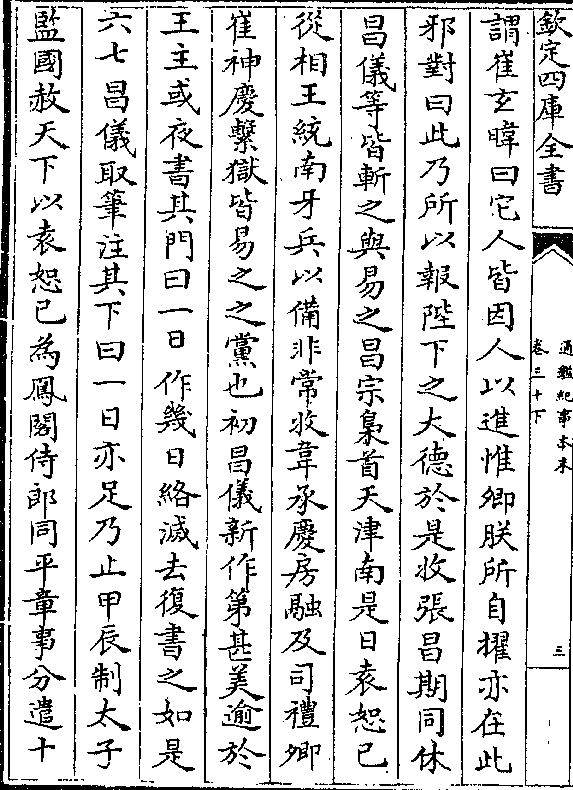 欽定四庫全書
通鑑紀事本末
卷三十下
三
謂崔玄暐曰它人皆因人以進惟卿朕所自擢亦在此
邪對曰此乃所以報陛下之大德於是收張昌期同休
昌儀等皆斬之與易之昌宗梟首天津南是日袁恕己
從相王統南牙兵以備非常收韋承慶房融及司禮卿
崔神慶繫獄皆易之之黨也初昌儀新作第甚美逾於
王主或夜書其門曰一日作幾日絡滅去復書之如是
六七昌儀取筆注其下曰一日亦足乃止甲辰制太子
監國赦天下以袁恕己為鳳閣侍郎同平章事分遣十